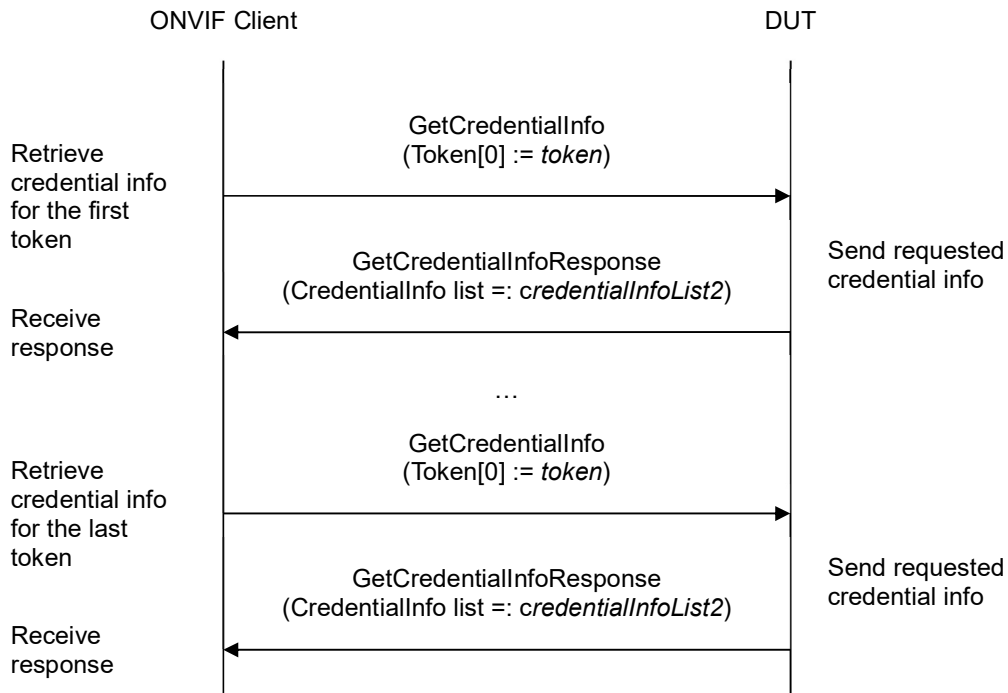 ONVIF Client
DUT
GetCredentialInfo
(Token[0] := token)
Retrieve
credential info
for the first
token
GetCredentialInfoResponse
(CredentialInfo list =: credentialInfoList2)
Send requested
credential info
Receive
response
…
GetCredentialInfo
(Token[0] := token)
Retrieve
credential info
for the last
token
GetCredentialInfoResponse
(CredentialInfo list =: credentialInfoList2)
Send requested
credential info
Receive
response